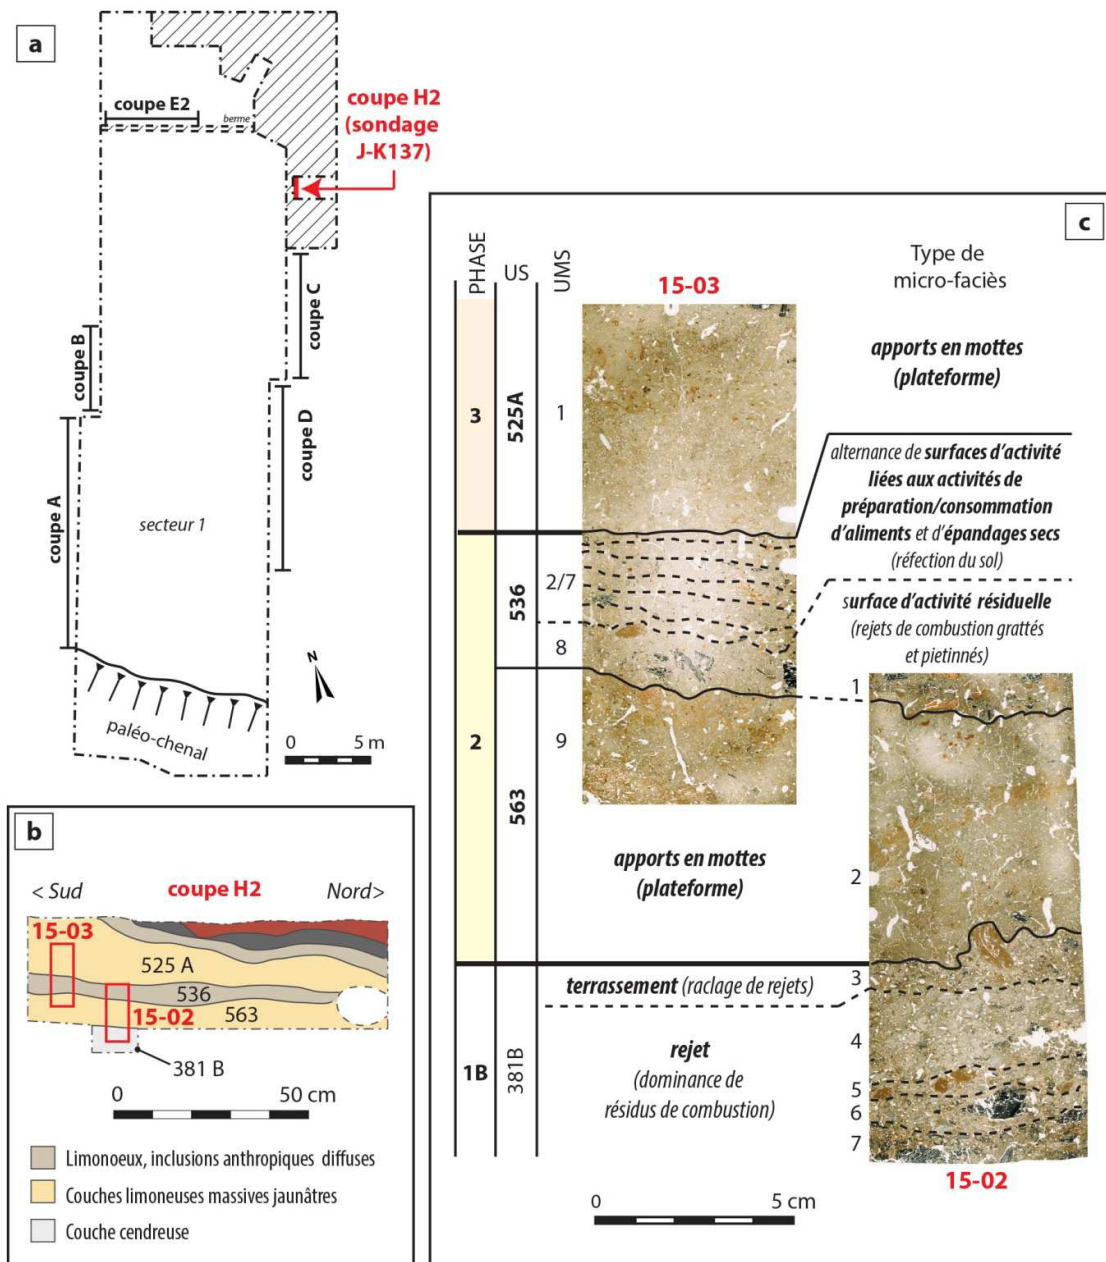 a
coupe E2
berme
coupe H2
(sondage
J-K137)
coupe B
coupe C
coupe A
coupe D
secteur 1
N
paléo-chenal
0 5 m
b
< Sud
coupe H2
Nord>
15-03
525 A
536
15-02
563
381 B
0 50 cm
Limonoeux, inclusions anthropiques diffuses
Couches limoneuses massives jaunâtres
Couche cendreuse
c
PHASE
US
UMS
Type de
micro-faciès
15-03
apports en mottes
(plateforme)
3
525A
1
alternance de surfaces d'activité
liées aux activités de
préparation/consommation
d'aliments et d'épandages secs
(réfection du sol)
536
2/7
8
surface d'activité résiduelle
(rejets de combustion grattés
et pietinnés)
1
2
563
9
apports en mottes
(plateforme)
2
3
terrassement (raclage de rejets)
4
1B
381B
rejet
(dominance de
résidus de combustion)
5
6
7
15-02
0 5 cm